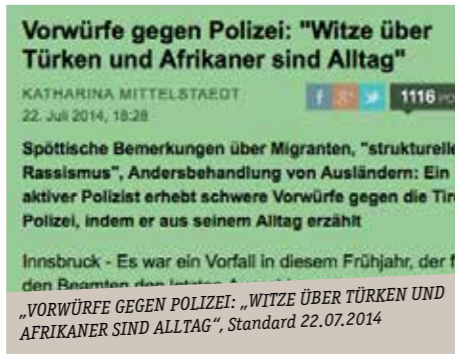 Vorwürfe gegen Polizei: "Witze über
Türken und Afrikaner sind Alltag"
KATHARINA MITTELSTAEDT
22. Juli 2014, 18:28
1116
Spöttische Bemerkungen über Migranten, "strukturelle
Rassismus", Andersbehandlung von Ausländern: Ein
aktiver Polizist erhebt schwere Vorwürfe gegen die
Polizei, indem er aus seinem Alltag erzählt
Innsbruck - Es war ein Vorfall in diesem Frühjahr, der
den Beamten den letzten
„VORWÜRFE GEGEN POLIZEI: „WITZE ÜBER TÜRKEN UND
AFRIKANER SIND ALLTAG“, Standard 22.07.2014